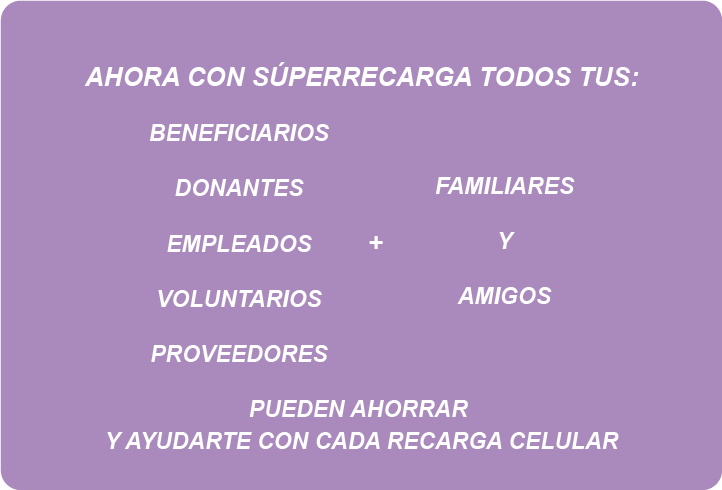 AHORA CON SÚPERRECARGA TODOS TUS:
BENEFICIARIOS
DONANTES
EMPLEADOS
VOLUNTARIOS
PROVEEDORES
+
FAMILIARES
Y
AMIGOS
PUEDEN AHORRAR
Y AYUDARTE CON CADA RECARGA CELULAR